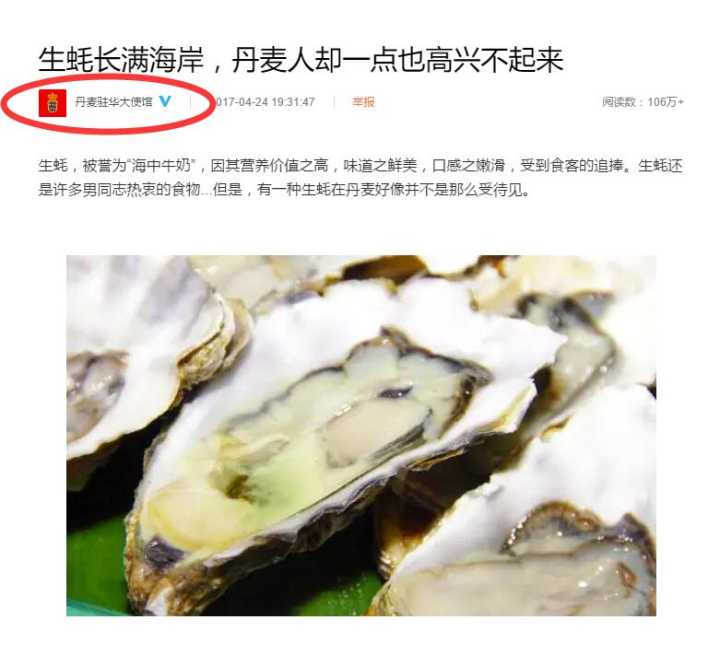 生蚝长满海岸，丹麦人却一点也高兴不起来
丹麦驻华大使馆 017-04-24 19:31:47 举报 阅读数：106万+
生蚝，被誉为“海中牛奶”，因其营养价值之高，味道之鲜美，口感之嫩滑，受到食客的追捧。生蚝还
是许多男同志热衷的食物...但是，有一种生蚝在丹麦好像并不是那么受待见。